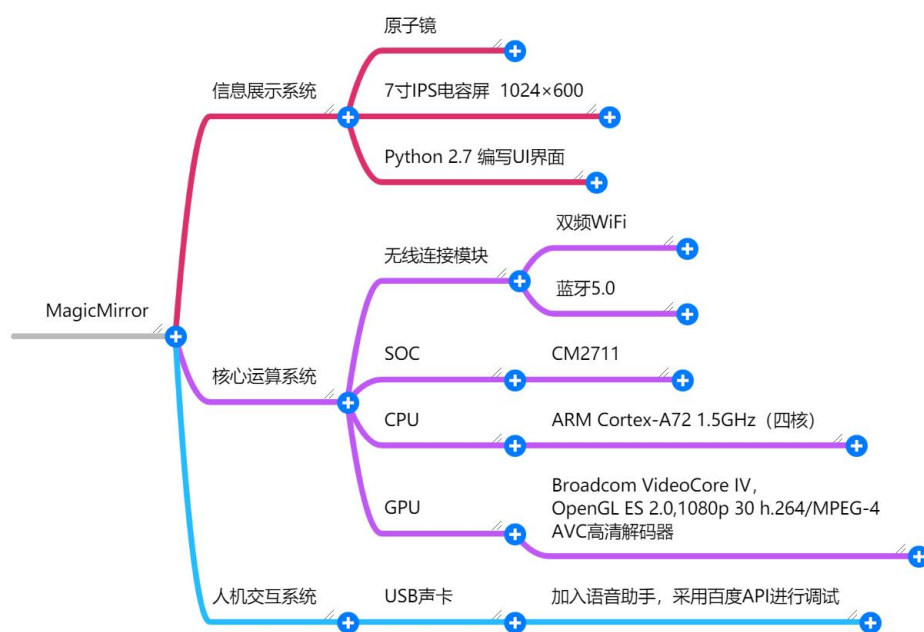 MagicMirror
信息展示系统
原子镜
7寸IPS电容屏 1024×600
Python 2.7 编写UI界面
核心运算系统
无线连接模块
双频WiFi
蓝牙5.0
SOC
CM2711
CPU
ARM Cortex-A72 1.5GHz（四核）
GPU
Broadcom VideoCore IV，
OpenGL ES 2.0,1080p 30 h.264/MPEG-4
AVC高清解码器
人机交互系统
USB声卡
加入语音助手，采用百度API进行调试